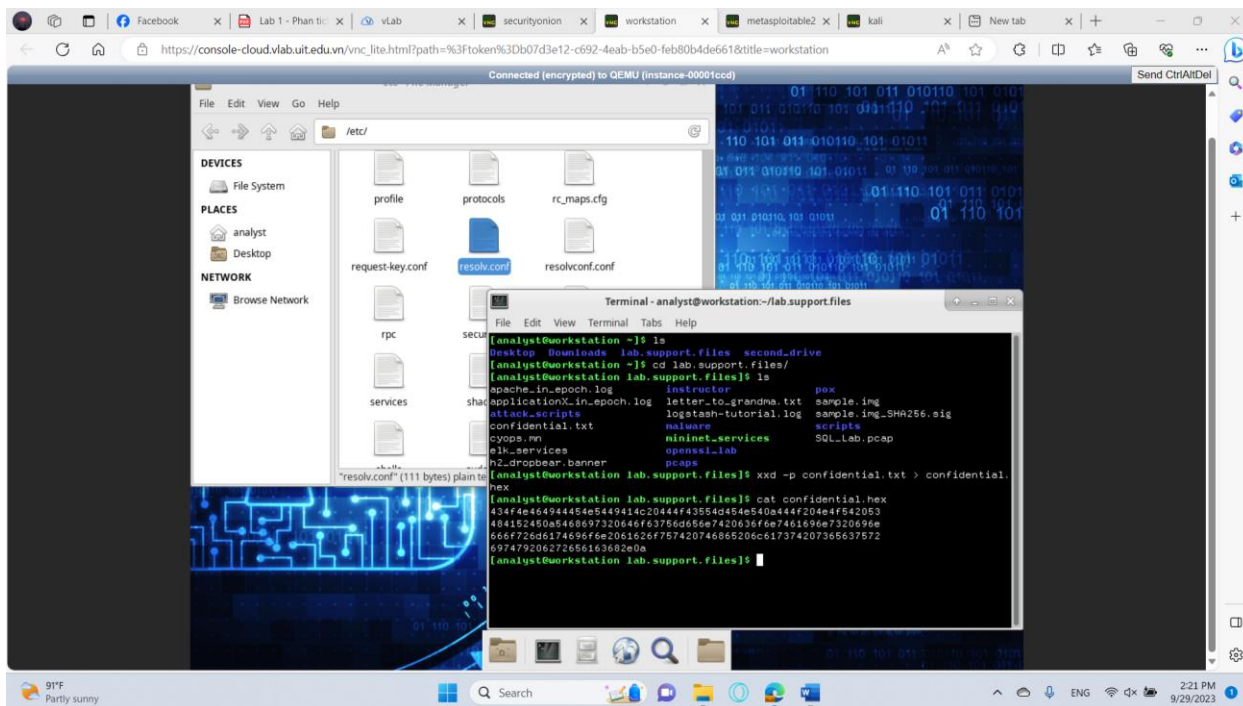 Facebook
Lab 1 - Phan tic
vLab
securityonion
workstation
metasploitable2
kali
New tab
https://console-cloud.vlab.uit.edu.vn/vnc_lite.html?path=%3Ftoken%3Db07d3e12-c692-4eab-b5e0-feb80b4de661&title=workstation
Connected (encrypted) to QEMU (instance-00001ccd)
Send CtrlAltDel
File Edit View Go Help
/etc/
DEVICES
File System
PLACES
analyst
Desktop
NETWORK
Browse Network
profile
protocols
rc_maps.cfg
request-key.conf
resolv.conf
resolvconf.conf
rpc
secur
services
shad
"resolv.conf" (111 bytes) plain te
Terminal - analyst@workstation:~/lab.support.files
File Edit View Terminal Tabs Help
[analyst@workstation ~]$ ls
Desktop Downloads lab.support.files second_drive
[analyst@workstation ~]$ cd lab.support.files/
[analyst@workstation lab.support.files]$ ls
apache_in_epoch.log instructor pox
applicationX_in_epoch.log letter_to_grandma.txt sample.img
attack_scripts logstash-tutorial.log sample.img_SHA256.sig
confidential.txt malware scripts
cyops.mn mininet_services SQL_Lab.pcap
elk_services openssl_lab
h2_dropbear.banner pcaps
[analyst@workstation lab.support.files]$ xxd -p confidential.txt > confidential.
hex
[analyst@workstation lab.support.files]$ cat confidential.hex
434f4e464944454e5449414c20444f43554d454e540a444f204e4f542053
484152450a5468697320646f63756d656e7420636f6e7461696e7320696e
666f726d6174696f6e2061626f757420746865206c617374207365637572
697479206272656163682e0a
[analyst@workstation lab.support.files]$
91°F
Partly sunny
Search
ENG
2:21 PM
9/29/2023